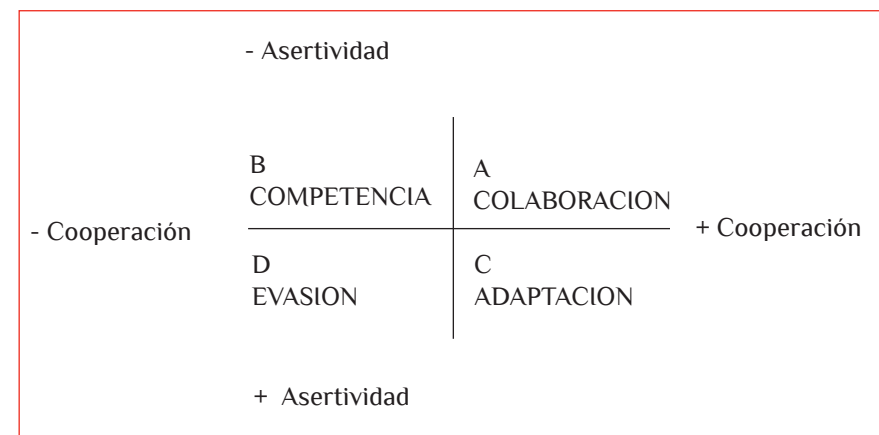 - Asertividad
B
COMPETENCIA
A
COLABORACION
- Cooperación
+ Cooperación
D
EVASION
C
ADAPTACION
+ Asertividad